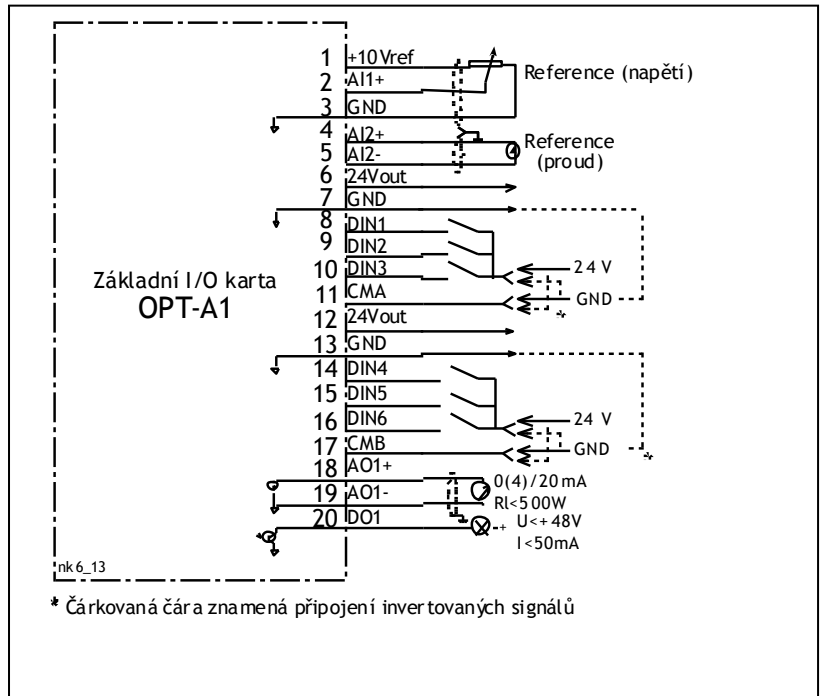 1 +10Vref
2 AI1+
3 GND
Reference (napětí)
4 AI2+
5 AI2-
Reference
(proud)
6 24Vout
7 GND
8 DIN1
9 DIN2
10 DIN3
11 CMA
24 V
GND
*
Základní I/O karta
OPT-A1
12 24Vout
13 GND
14 DIN4
15 DIN5
16 DIN6
17 CMB
24 V
GND
*
18 AO1+
19 AO1-
20 DO1
0(4)/20mA
Rl<500W
U<+48V
I<50mA
nk6_13
* Čárkovaná čára znamená připojení invertovaných signálů